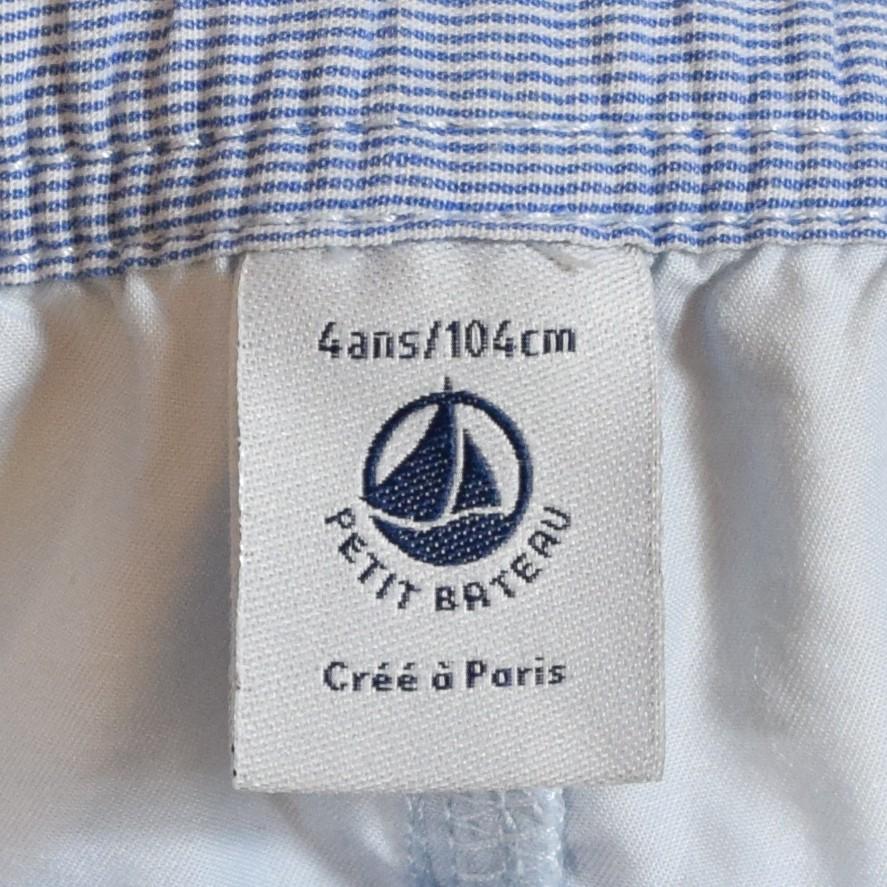 4ans/104cm
PETIT BATEAU
Créé à Paris